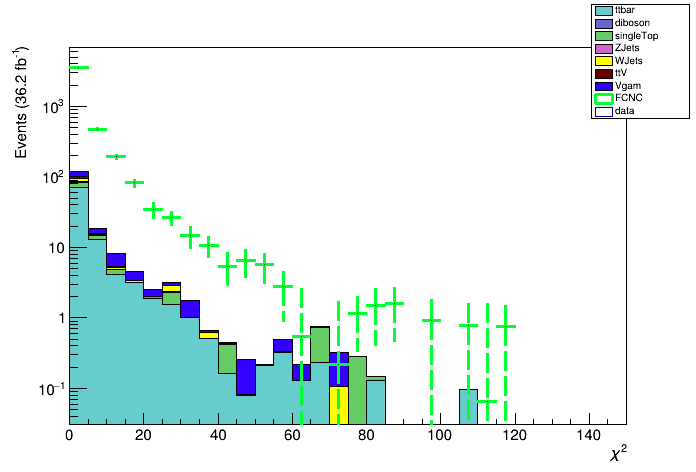 ttbar
diboson
singleTop
ZJets
WJets
ttV
Vgam
FCNC
data
Events (36.2 fb⁻¹)
10³
10²
10
1
10⁻¹
0 20 40 60 80 100 120 140
χ²